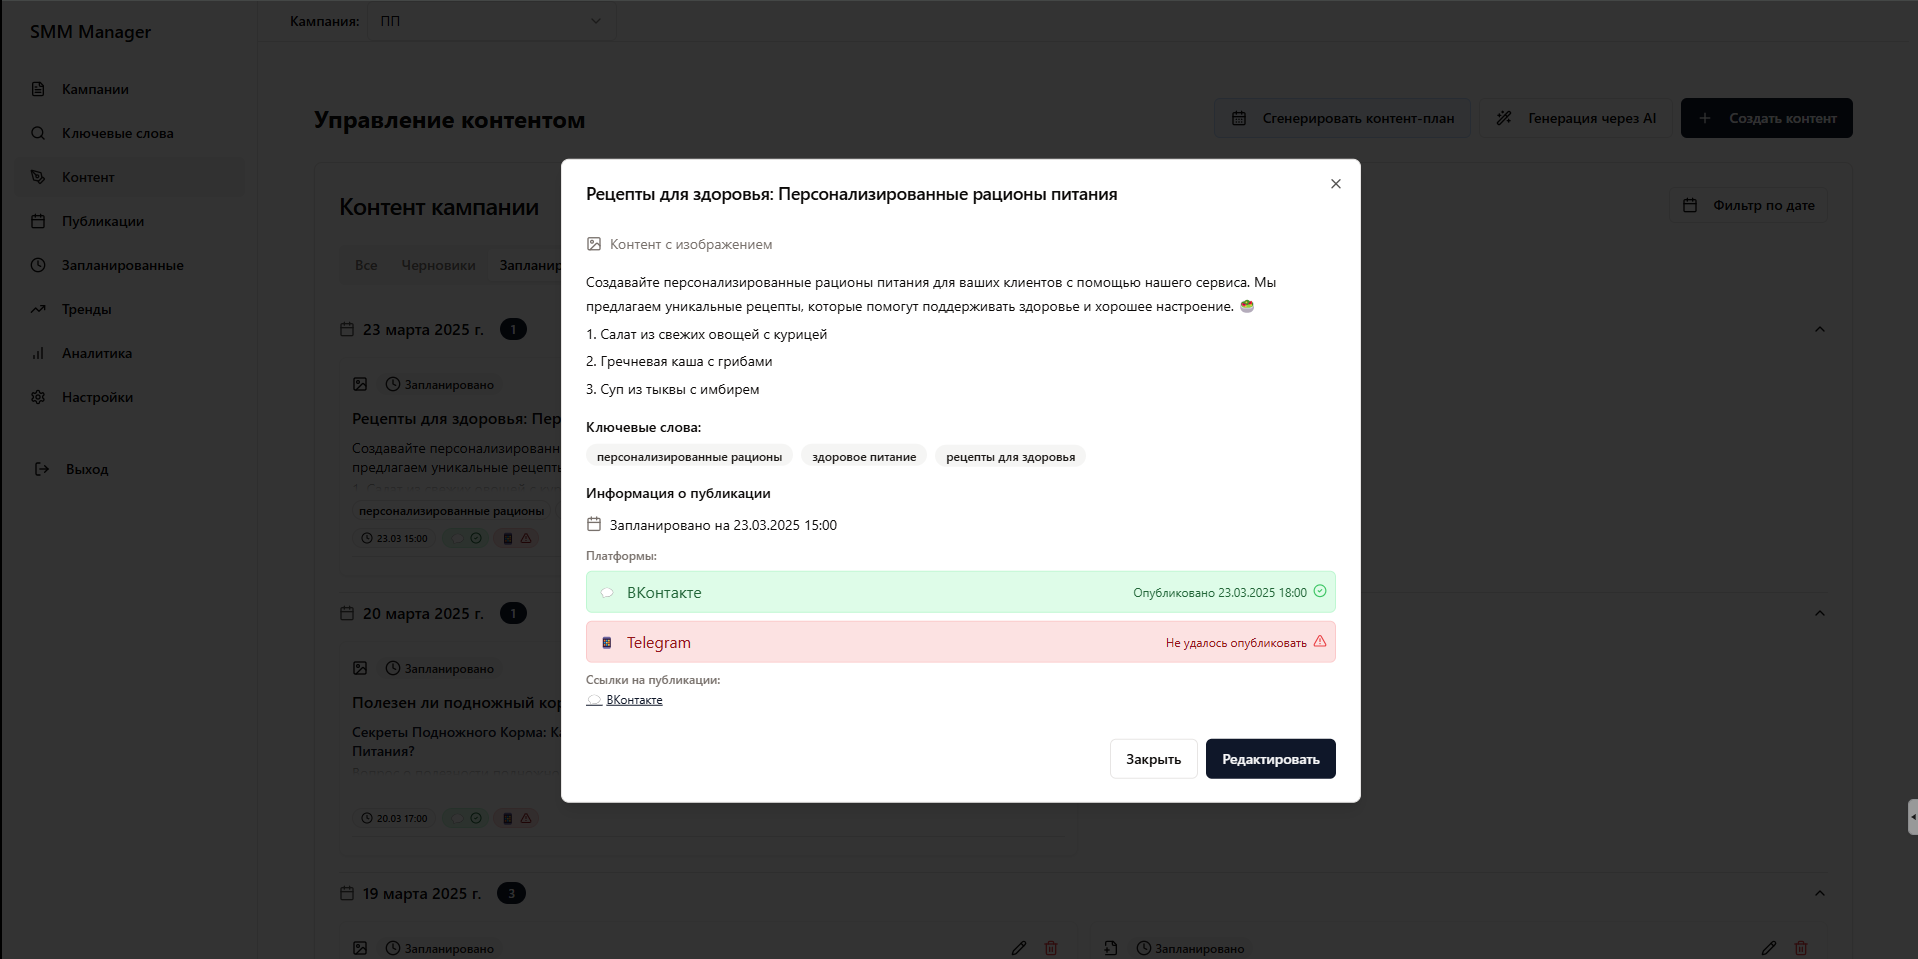 SMM Manager
Кампания:
ПП
Кампании
Ключевые слова
Контент
Публикации
Запланированные
Тренды
Аналитика
Настройки
Выход
Управление контентом
Сгенерировать контент-план
Генерация через AI
Создать контент
Контент кампании
Фильтр по дате
Все
Черновики
23 марта 2025 г.
1
Запланировано
Рецепты для здоровья:
Создавайте
предлагаем уникальные
персонализированные рационы
23.03 15:00
20 марта 2025 г.
1
Запланировано
Полезен ли подножный
Секреты Подножного Корма:
Питания?
20.03 17:00
19 марта 2025 г.
3
Запланировано
Запланировано
Рецепты для здоровья: Персонализированные рационы питания
Контент с изображением
Создавайте персонализированные рационы питания для ваших клиентов с помощью нашего сервиса. Мы
предлагаем уникальные рецепты, которые помогут поддерживать здоровье и хорошее настроение. 🥗
1. Салат из свежих овощей с курицей
2. Гречневая каша с грибами
3. Суп из тыквы с имбирем
Ключевые слова:
персонализированные рационы
здоровое питание
рецепты для здоровья
Информация о публикации
Запланировано на 23.03.2025 15:00
Платформы:
ВКонтакте
Опубликовано 23.03.2025 18:00
Telegram
Не удалось опубликовать
Ссылки на публикации:
ВКонтакте
Закрыть
Редактировать